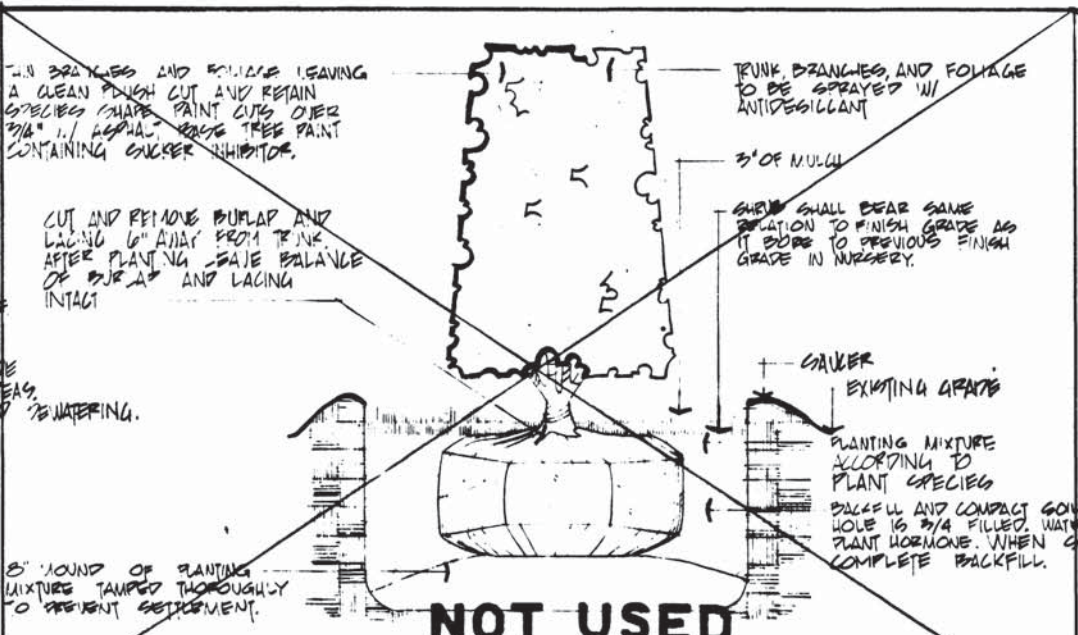 THIN BRANCHES AND FOLIAGE LEAVING
A CLEAN FLUSH CUT AND RETAIN
SPECIES SHAPE. PAINT CUTS OVER
3/4" W/ ASPHALT BASE TREE PAINT
CONTAINING SUCKER INHIBITOR.
CUT AND REMOVE BURLAP AND
LACING 6" AWAY FROM TRUNK.
AFTER PLANTING LEAVE BALANCE
OF BURLAP AND LACING
INTACT
EAS.
DEWATERING.
8" MOUND OF PLANTING
MIXTURE TAMPED THOROUGHLY
TO PREVENT SETTLEMENT.
TRUNK, BRANCHES, AND FOLIAGE
TO BE SPRAYED W/
ANTIDESICCANT
3" OF MULCH
SHRUB SHALL BEAR SAME
RELATION TO FINISH GRADE AS
IT BORE TO PREVIOUS FINISH
GRADE IN NURSERY.
SAUCER
EXISTING GRADE
PLANTING MIXTURE
ACCORDING TO
PLANT SPECIES
BACKFILL AND COMPACT
HOLE IS 3/4 FILLED.
PLANT HORMONE. WHEN
COMPLETE BACKFILL.
NOT USED